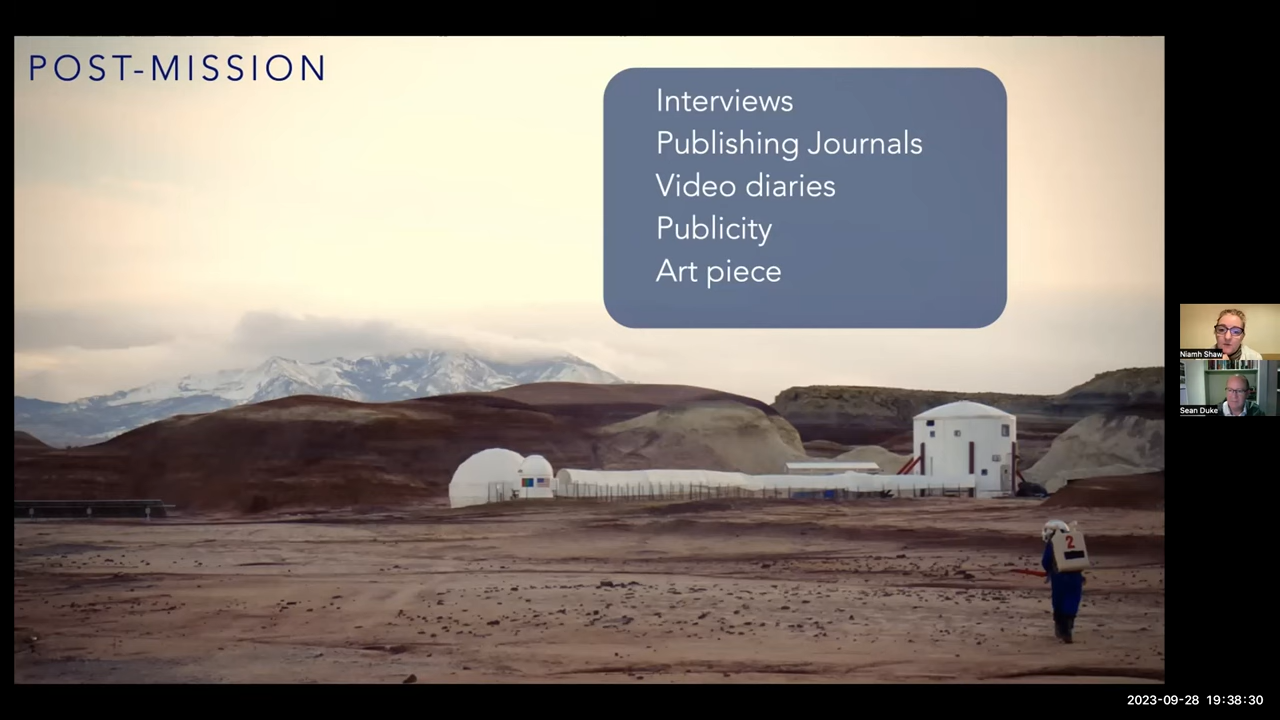 POST-MISSION
Interviews
Publishing Journals
Video diaries
Publicity
Art piece
2
Niamh Shaw
Sean Duke
2023-09-28 19:38:30